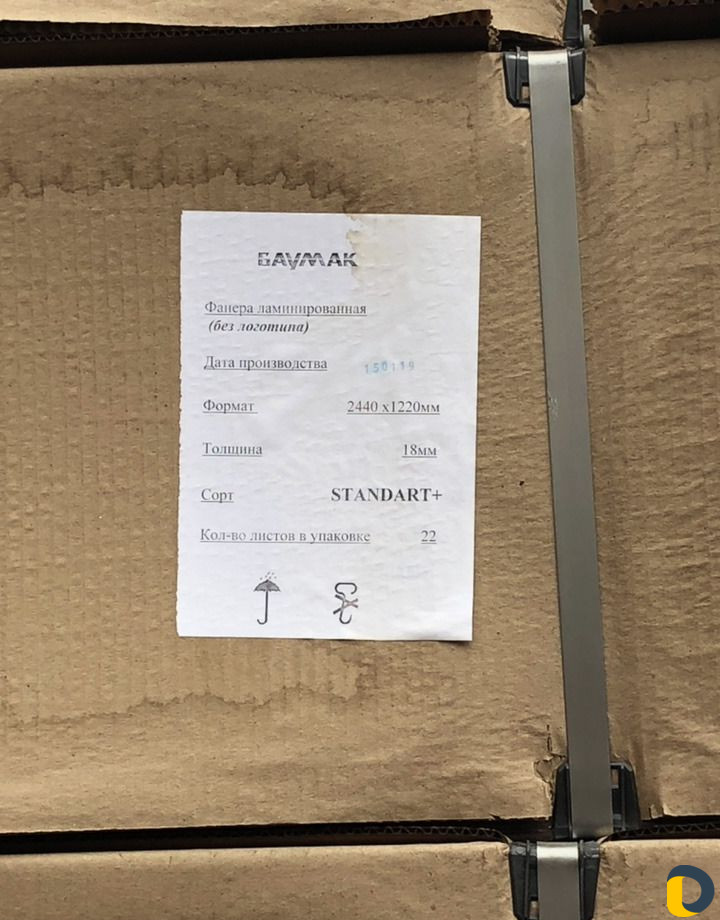 БАУМАК
Фанера ламинированная
(без логотипа)
Дата производства 150119
Формат 2440 х1220мм
Толщина 18мм
Сорт STANDART+
Кол-во листов в упаковке 22